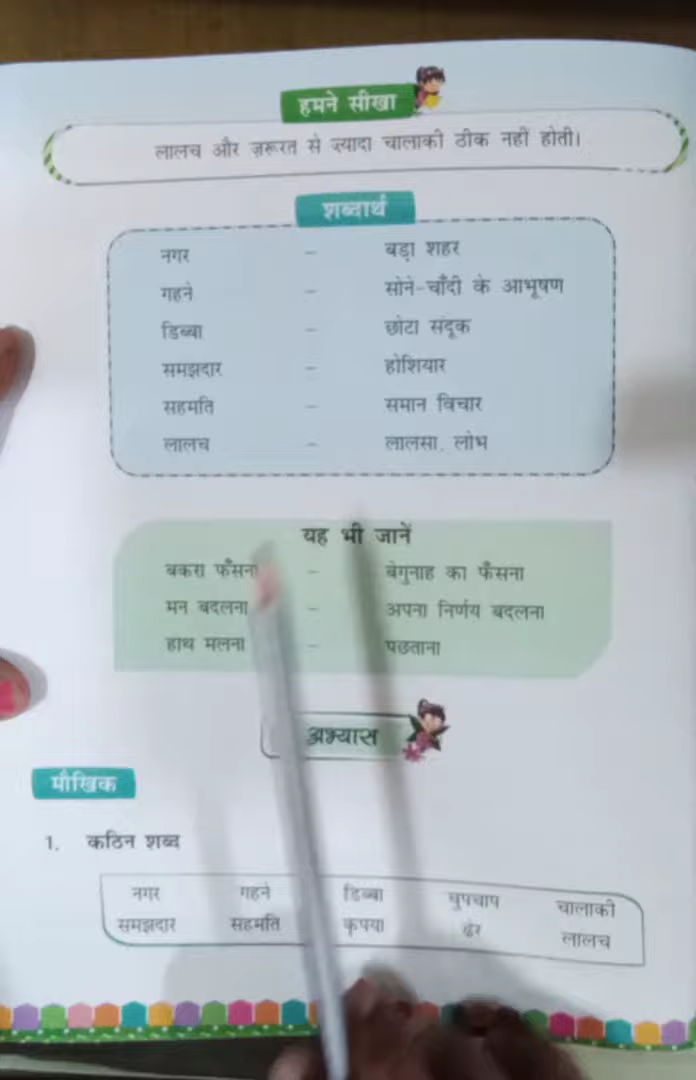 हमने सीखा
लालच और ज़रूरत से ज़्यादा चालाकी ठीक नहीं होती।
शब्दार्थ
नगर – बड़ा शहर
गहने – सोने-चाँदी के आभूषण
डिब्बा – छोटा संदूक
समझदार – होशियार
सहमति – समान विचार
लालच – लालसा, लोभ
यह भी जानें
बकरा फँसना – बेगुनाह का फँसना
मन बदलना – अपना निर्णय बदलना
हाथ मलना – पछताना
अभ्यास
मौखिक
1. कठिन शब्द
नगर गहने डिब्बा चुपचाप चालाकी
समझदार सहमति कृपया ढेर लालच